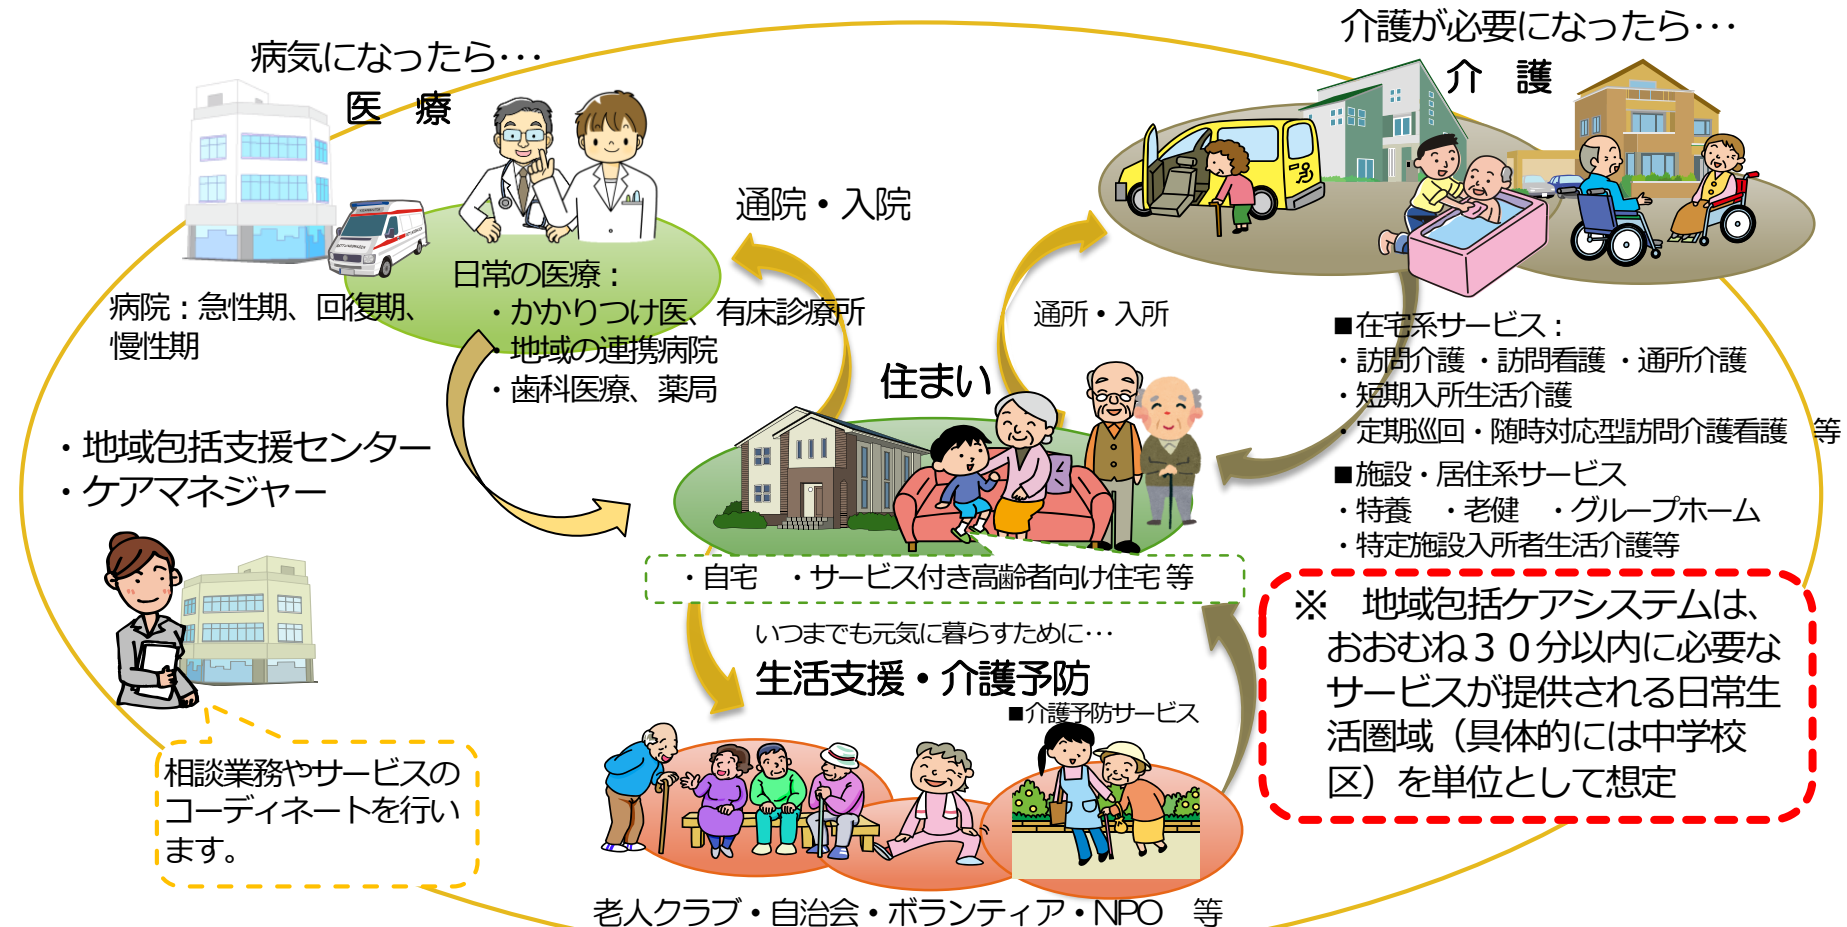 病気になったら･･･
医 療
病院：急性期、回復期、
慢性期
日常の医療：
・かかりつけ医、有床診療所
・地域の連携病院
・歯科医療、薬局
通院・入院
介護が必要になったら･･･
介 護
通所・入所
■在宅系サービス：
・訪問介護 ・訪問看護 ・通所介護
・短期入所生活介護
・定期巡回・随時対応型訪問介護看護 等
■施設・居住系サービス
・特養 ・老健 ・グループホーム
・特定施設入所者生活介護等
住まい
・自宅 ・サービス付き高齢者向け住宅 等
・地域包括支援センター
・ケアマネジャー
相談業務やサービスの
コーディネートを行い
ます。
いつまでも元気に暮らすために･･･
生活支援・介護予防
■介護予防サービス
老人クラブ・自治会・ボランティア・NPO 等
※ 地域包括ケアシステムは、
おおむね３０分以内に必要な
サービスが提供される日常生
活圏域（具体的には中学校
区）を単位として想定